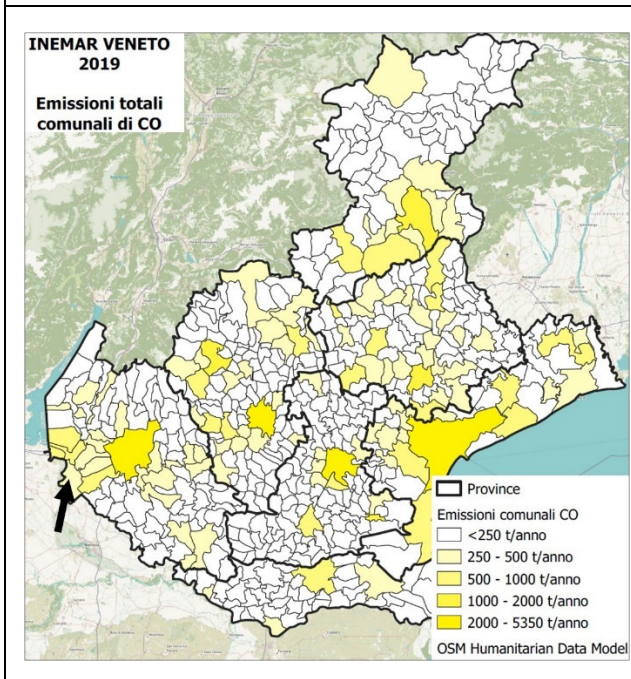 INEMAR VENETO
2019
Emissioni totali
comunali di CO
Province
Emissioni comunali CO
<250 t/anno
250 - 500 t/anno
500 - 1000 t/anno
1000 - 2000 t/anno
2000 - 5350 t/anno
OSM Humanitarian Data Model